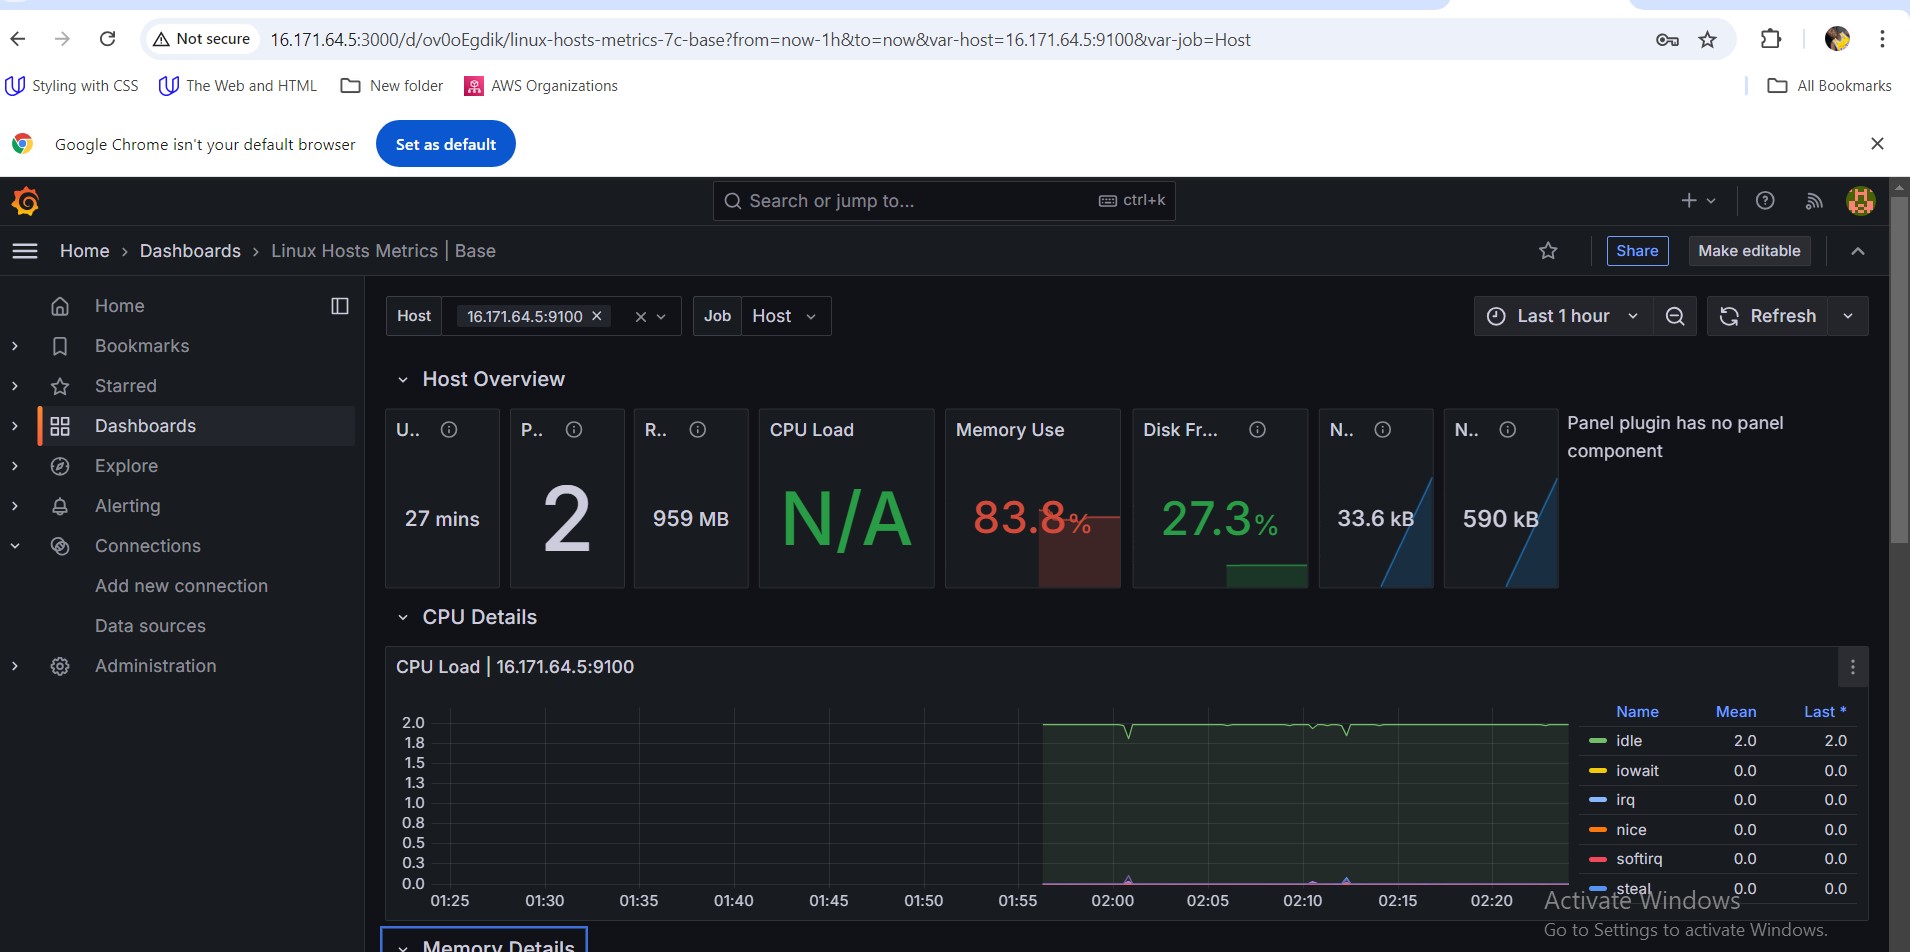 Not secure
16.171.64.5:3000/d/ov0oEgdik/linux-hosts-metrics-7c-base?from=now-1h&to=now&var-host=16.171.64.5:9100&var-job=Host
Styling with CSS The Web and HTML New folder AWS Organizations All Bookmarks
Google Chrome isn't your default browser Set as default
Search or jump to... ctrl+k
Home › Dashboards › Linux Hosts Metrics | Base Share Make editable
Home
Bookmarks
Starred
Dashboards
Explore
Alerting
Connections
Add new connection
Data sources
Administration
Host 16.171.64.5:9100 Job Host Last 1 hour Refresh
Host Overview
U.. P.. R.. CPU Load Memory Use Disk Fr... N.. N..
27 mins 2 959 MB N/A 83.8% 27.3% 33.6 kB 590 kB
Panel plugin has no panel
component
CPU Details
CPU Load | 16.171.64.5:9100
2.0
1.8
1.5
1.3
1.0
0.8
0.5
0.3
0.0
01:25 01:30 01:35 01:40 01:45 01:50 01:55 02:00 02:05 02:10 02:15 02:20
Name Mean Last *
idle 2.0 2.0
iowait 0.0 0.0
irq 0.0 0.0
nice 0.0 0.0
softirq 0.0 0.0
steal 0.0 0.0
Activate Windows
Go to Settings to activate Windows.
Memory Details